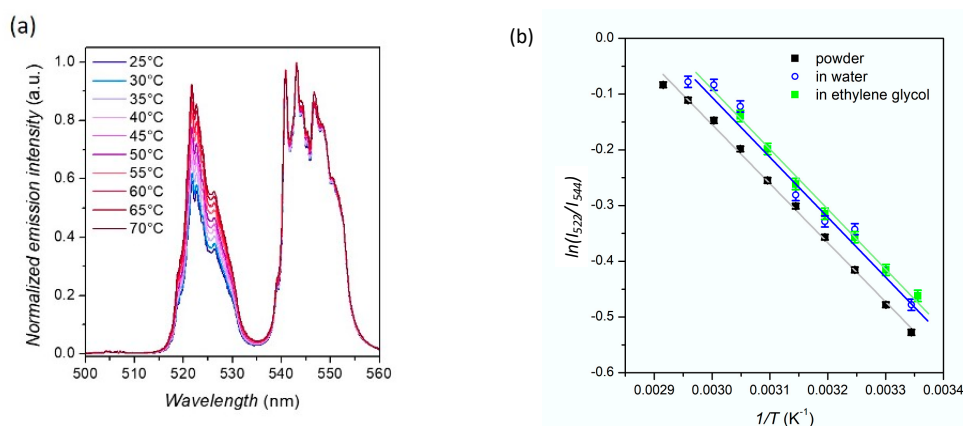 (a)
Normalized emission intensity (a.u.)
1.0
0.8
0.6
0.4
0.2
0.0
25°C
30°C
35°C
40°C
45°C
50°C
55°C
60°C
65°C
70°C
500 510 520 530 540 550 560
Wavelength (nm)
(b)
ln(I522/I544)
0.0
-0.1
-0.2
-0.3
-0.4
-0.5
-0.6
powder
in water
in ethylene glycol
0.0029 0.0030 0.0031 0.0032 0.0033 0.0034
1/T (K-1)